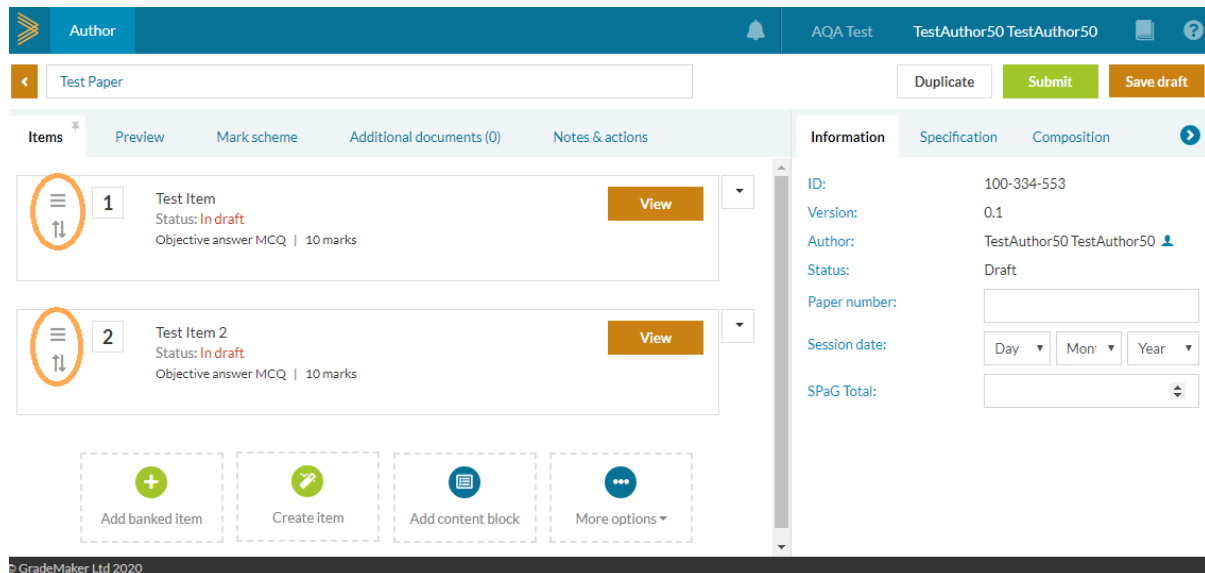 Author
AQA Test
TestAuthor50 TestAuthor50
?
Test Paper
Duplicate
Submit
Save draft
Items
Preview
Mark scheme
Additional documents (0)
Notes & actions
Information
Specification
Composition
1
Test Item
Status: In draft
Objective answer MCQ | 10 marks
View
2
Test Item 2
Status: In draft
Objective answer MCQ | 10 marks
View
Add banked item
Create item
Add content block
More options
ID: 100-334-553
Version: 0.1
Author: TestAuthor50 TestAuthor50
Status: Draft
Paper number:
Session date: Day Mon Year
SPaG Total:
© GradeMaker Ltd 2020